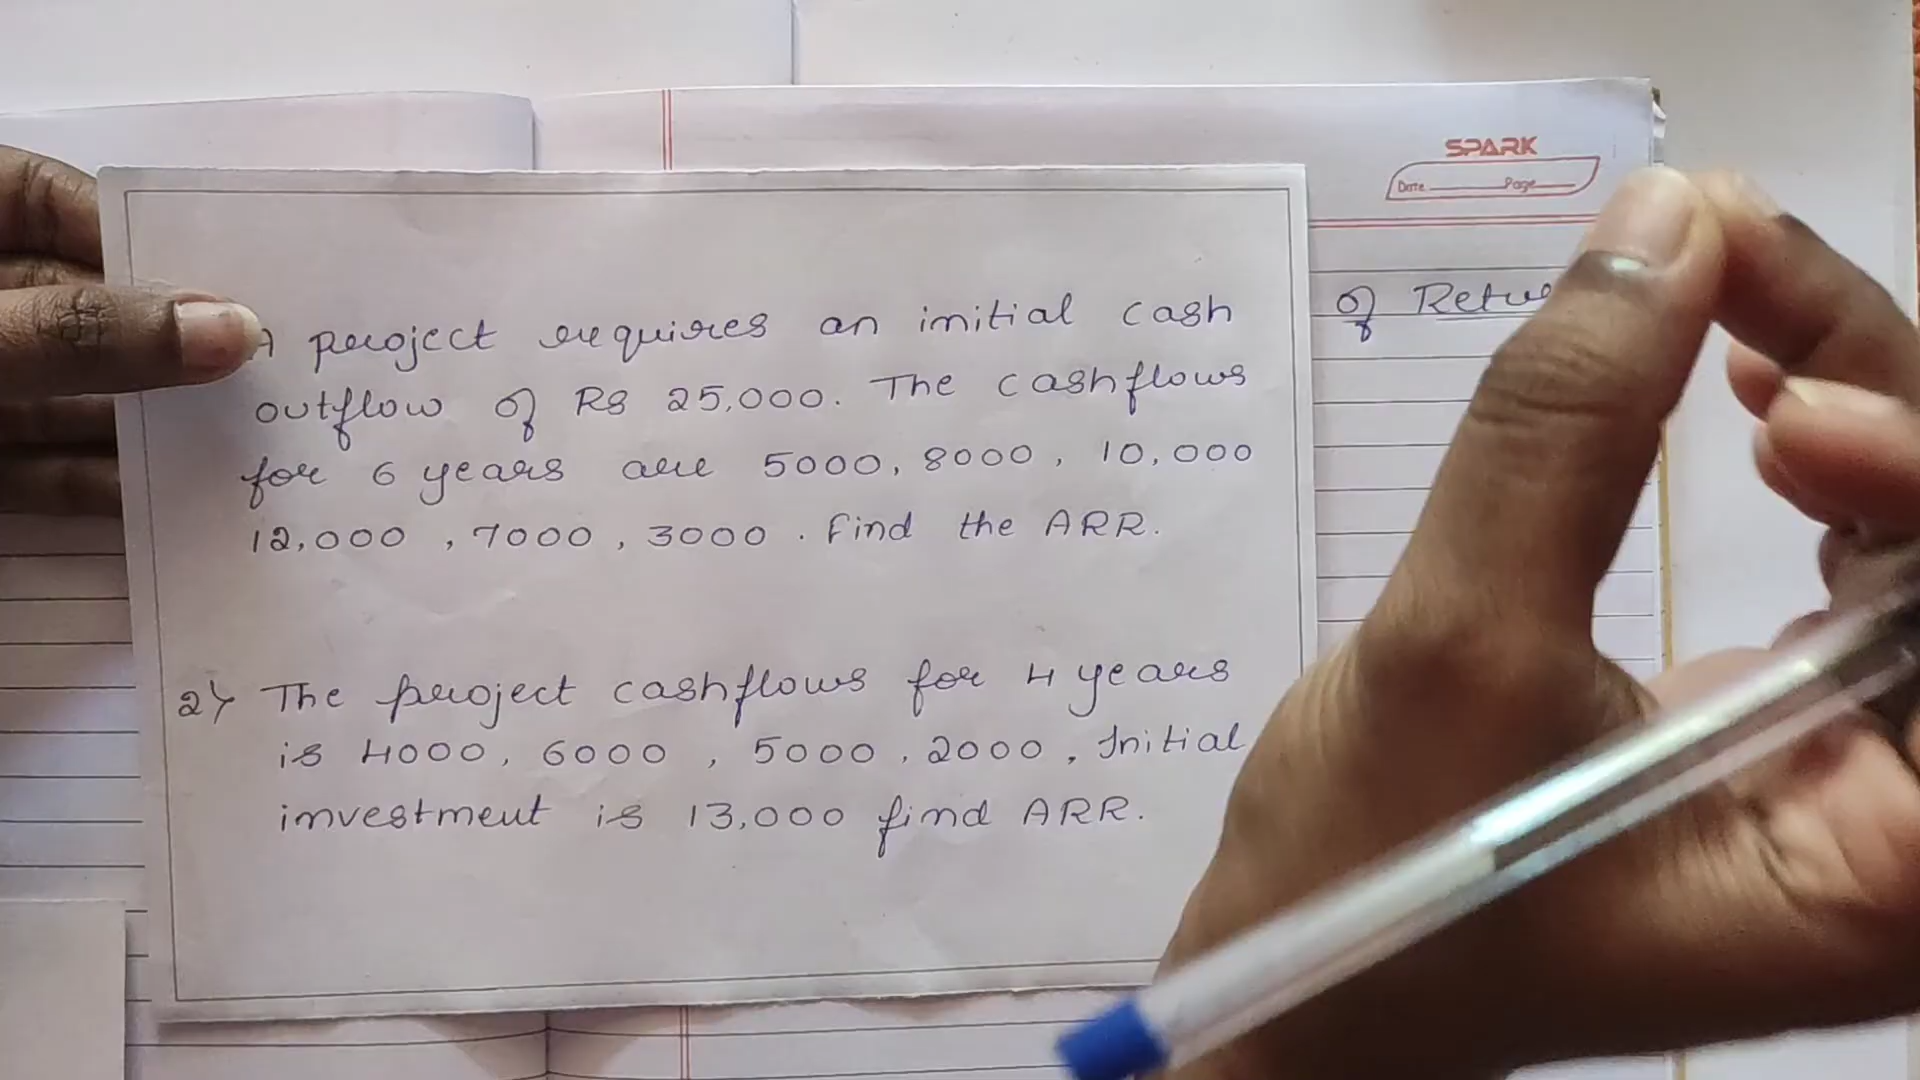 SPARK
Date Page
of
A project requires an initial cash
outflow of Rs 25,000. The cashflows
for 6 years are 5000, 8000, 10,000
12,000, 7000, 3000. Find the ARR.
2) The project cashflows for 4 years
is 4000, 6000, 5000, 2000, Initial
investment is 13,000 find ARR.